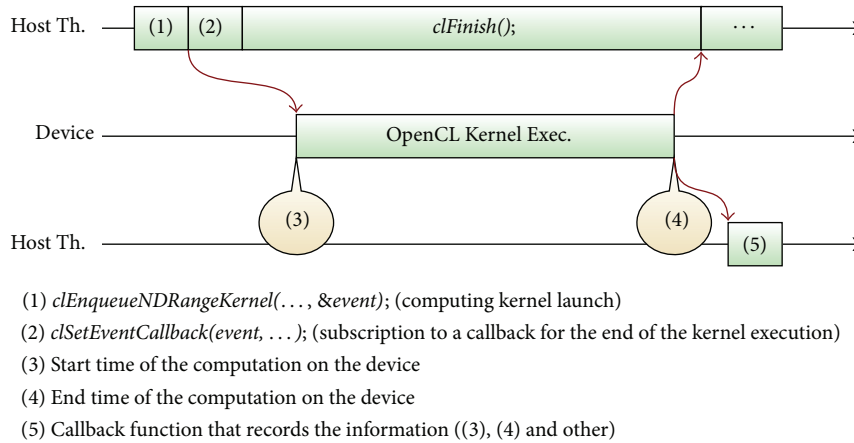 Host Th.
(1) (2) clFinish(); ...
Device
OpenCL Kernel Exec.
(3) (4)
Host Th.
(5)
(1) clEnqueueNDRangeKernel(..., &event); (computing kernel launch)
(2) clSetEventCallback(event, ...); (subscription to a callback for the end of the kernel execution)
(3) Start time of the computation on the device
(4) End time of the computation on the device
(5) Callback function that records the information ((3), (4) and other)